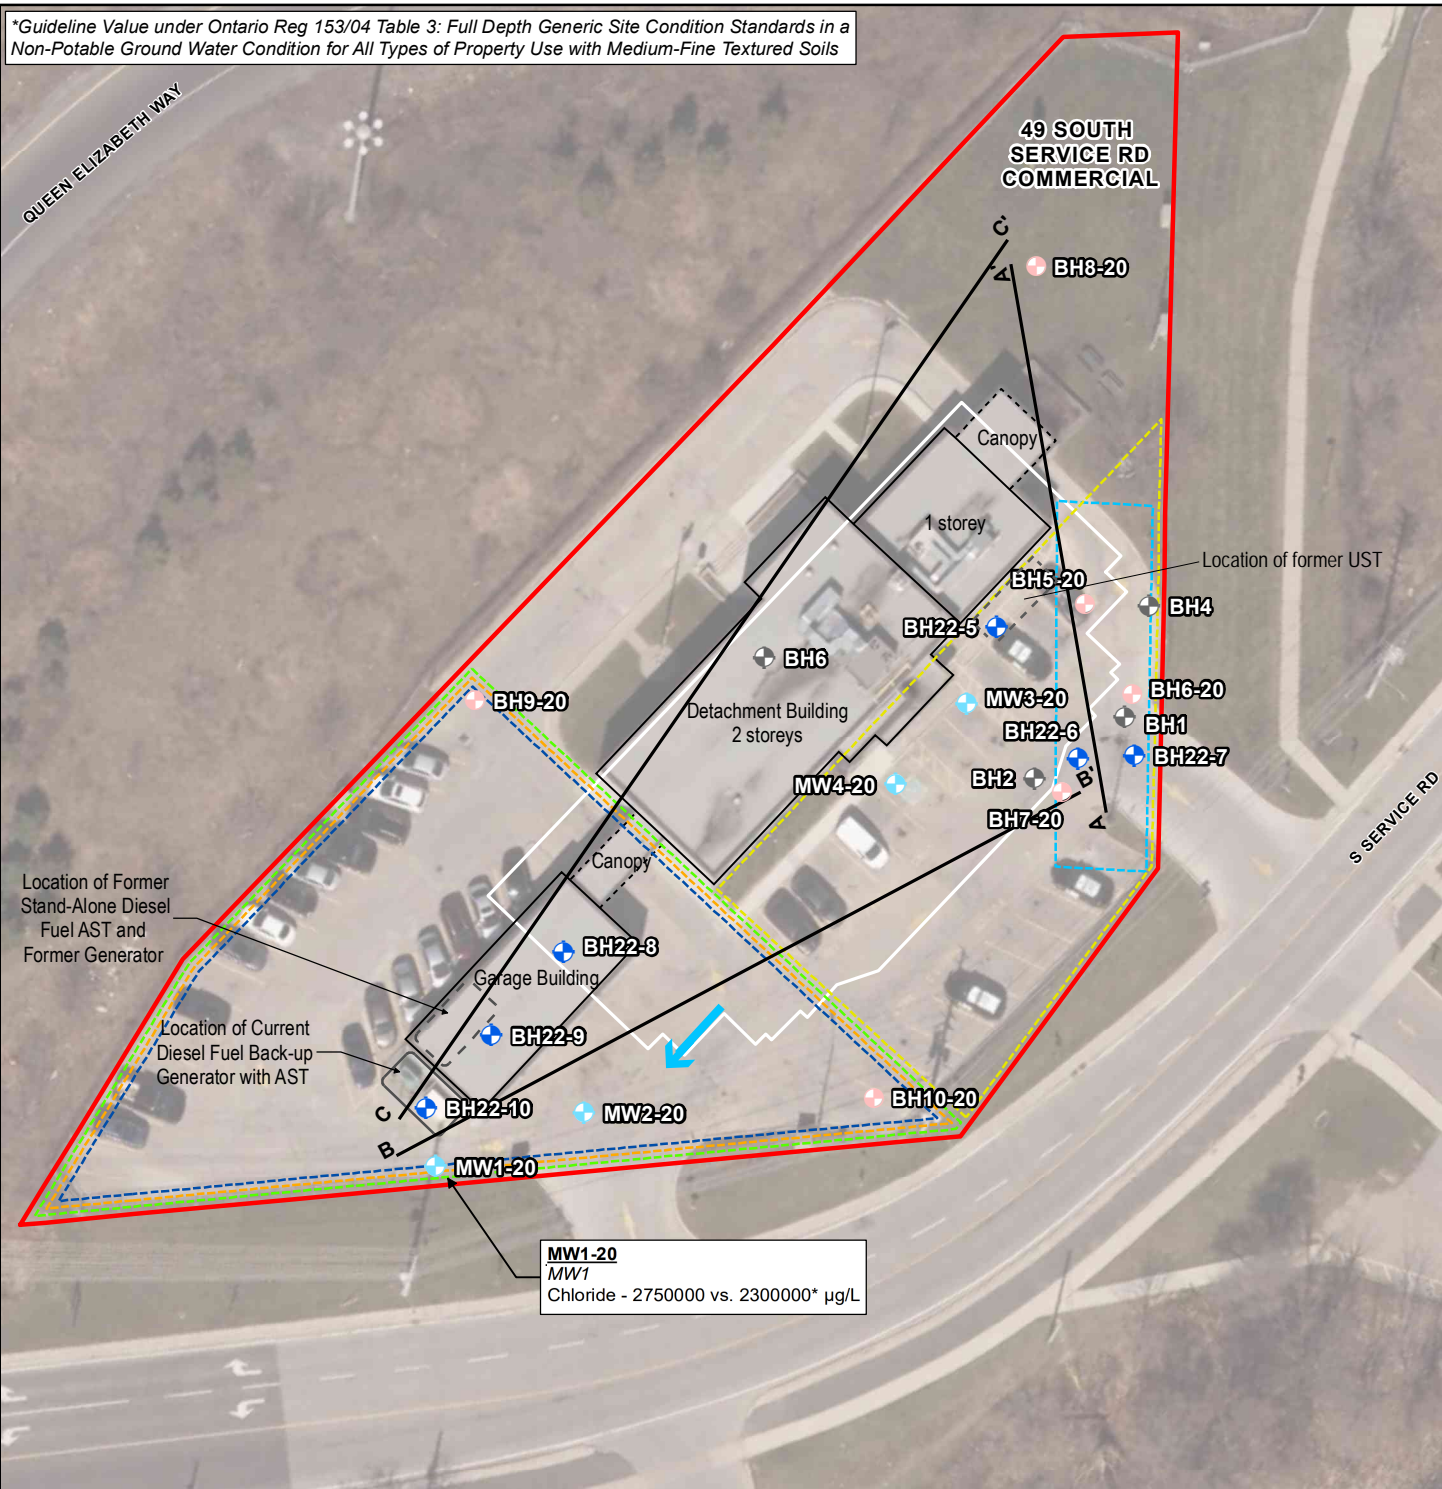 *Guideline Value under Ontario Reg 153/04 Table 3: Full Depth Generic Site Condition Standards in a
Non-Potable Ground Water Condition for All Types of Property Use with Medium-Fine Textured Soils
QUEEN ELIZABETH WAY
49 SOUTH
SERVICE RD
COMMERCIAL
C'
A'
BH8-20
Canopy
1 storey
Location of former UST
BH5-20
BH4
BH22-5
BH6
BH6-20
BH9-20
MW3-20
Detachment Building
2 storeys
BH1
BH22-6
BH22-7
BH2
B'
MW4-20
BH7-20
A
S SERVICE RD
Canopy
Location of Former
Stand-Alone Diesel
Fuel AST and
Former Generator
BH22-8
Garage Building
Location of Current
Diesel Fuel Back-up
Generator with AST
BH22-9
BH10-20
C
BH22-10
MW2-20
B
MW1-20
MW1-20
MW1
Chloride - 2750000 vs. 2300000* µg/L